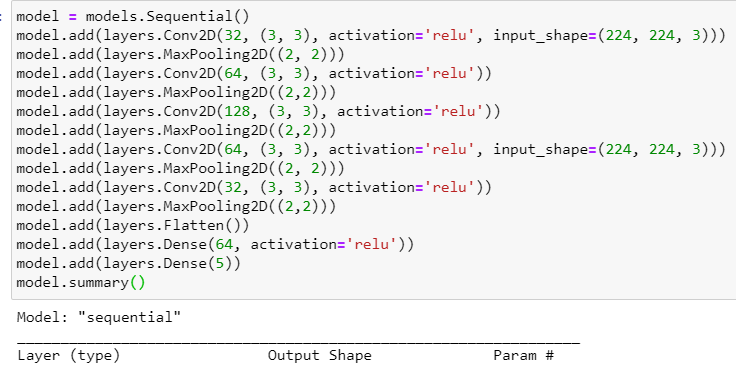 model = models.Sequential()
model.add(layers.Conv2D(32, (3, 3), activation='relu', input_shape=(224, 224, 3)))
model.add(layers.MaxPooling2D((2, 2)))
model.add(layers.Conv2D(64, (3, 3), activation='relu'))
model.add(layers.MaxPooling2D((2,2)))
model.add(layers.Conv2D(128, (3, 3), activation='relu'))
model.add(layers.MaxPooling2D((2,2)))
model.add(layers.Conv2D(64, (3, 3), activation='relu', input_shape=(224, 224, 3)))
model.add(layers.MaxPooling2D((2, 2)))
model.add(layers.Conv2D(32, (3, 3), activation='relu'))
model.add(layers.MaxPooling2D((2,2)))
model.add(layers.Flatten())
model.add(layers.Dense(64, activation='relu'))
model.add(layers.Dense(5))
model.summary()
Model: "sequential"
Layer (type) Output Shape Param #